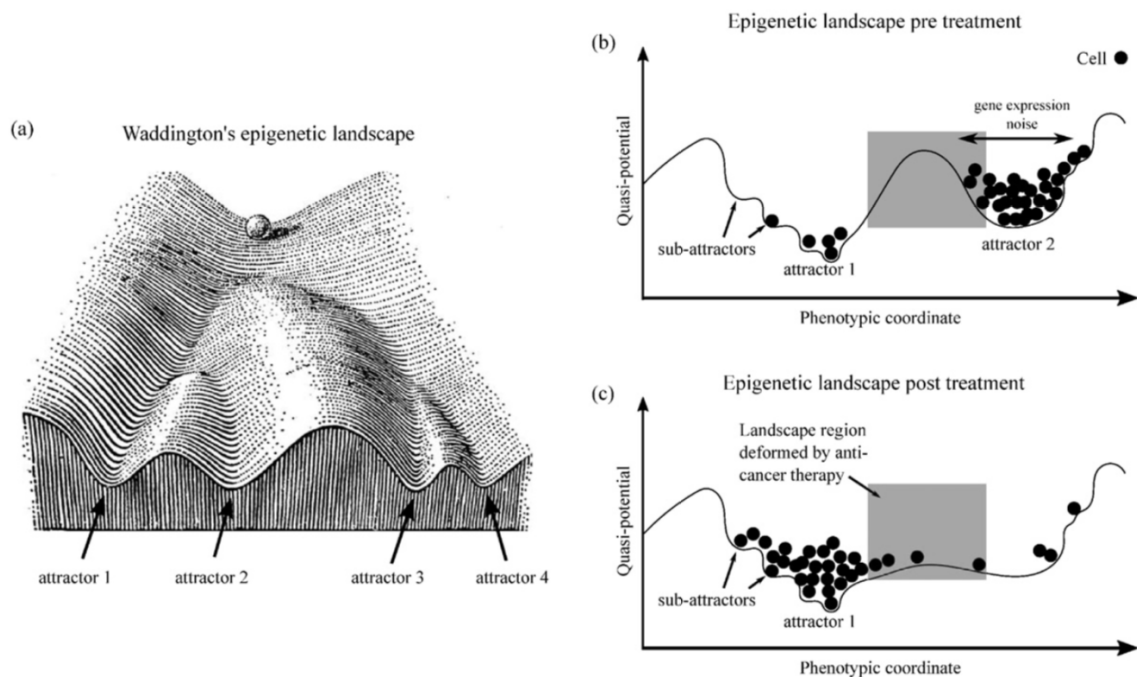 (a)
Waddington's epigenetic landscape
attractor 1
attractor 2
attractor 3
attractor 4
(b)
Epigenetic landscape pre treatment
Cell
gene expression
noise
Quasi-potential
sub-attractors
attractor 1
attractor 2
Phenotypic coordinate
(c)
Epigenetic landscape post treatment
Landscape region
deformed by anti-
cancer therapy
Quasi-potential
sub-attractors
attractor 1
Phenotypic coordinate